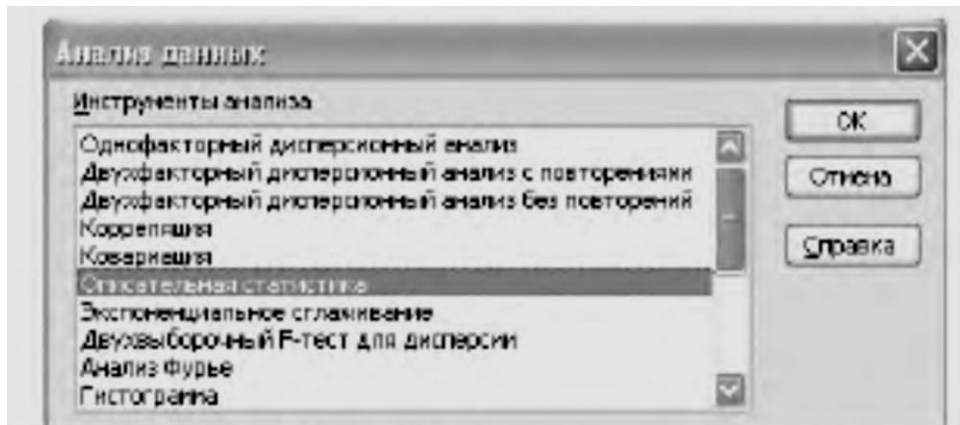 Анализ данных
Инструменты анализа
Однофакторный дисперсионный анализ
Двухфакторный дисперсионный анализ с повторениями
Двухфакторный дисперсионный анализ без повторений
Корреляция
Ковариация
Описательная статистика
Экспоненциальное сглаживание
Двухвыборочный F-тест для дисперсии
Анализ Фурье
Гистограмма
ОК
Отмена
Справка